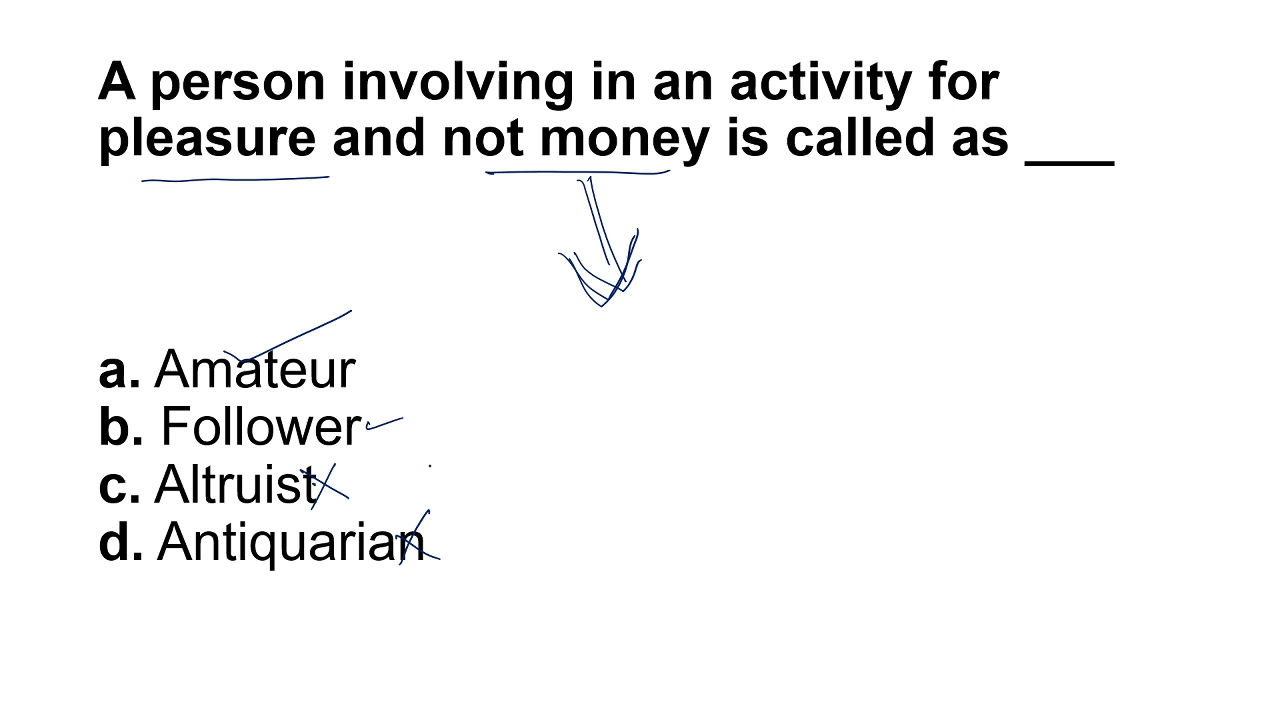 A person involving in an activity for
pleasure and not money is called as ___
a. Amateur
b. Follower
c. Altruist
d. Antiquarian